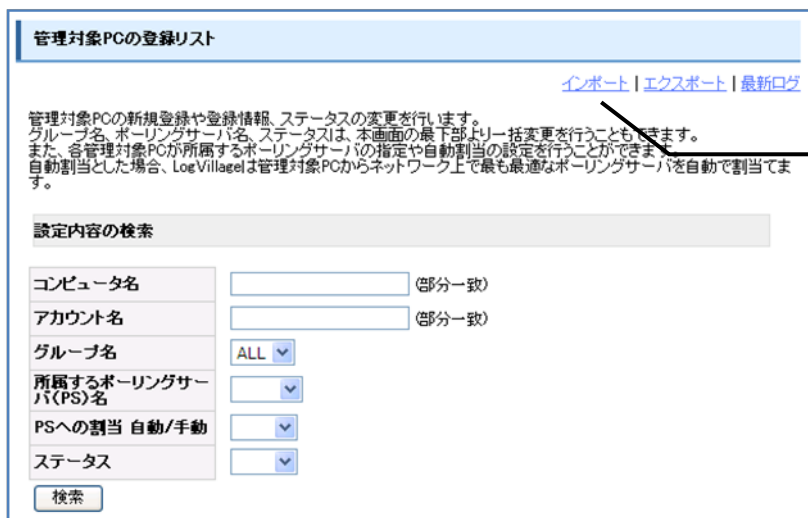 管理対象PCの登録リスト
インポート | エクスポート | 最新ログ
管理対象PCの新規登録や登録情報、ステータスの変更を行います。
グループ名、ポーリングサーバ名、ステータスは、本画面の最下部より一括変更を行うこともできます。
また、各管理対象PCが所属するポーリングサーバの指定や自動割当の設定を行うことができます。
自動割当とした場合、LogVillageは管理対象PCからネットワーク上で最も最適なポーリングサーバを自動で割当てま
す。
設定内容の検索
コンピュータ名 (部分一致)
アカウント名 (部分一致)
グループ名 ALL
所属するポーリングサー
バ(PS)名
PSへの割当 自動/手動
ステータス
検索